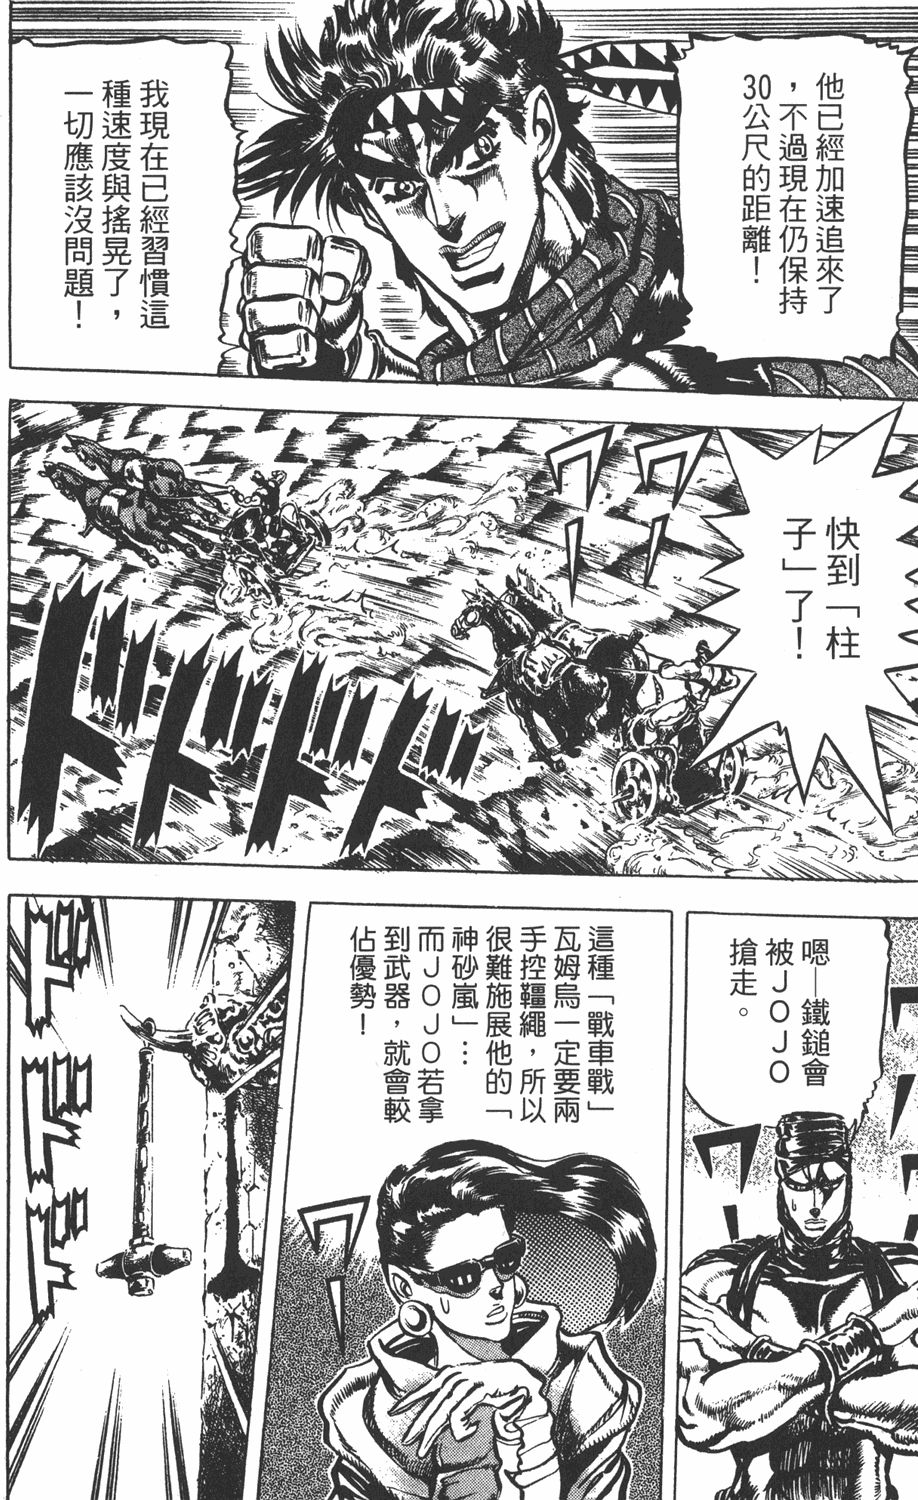 他已經加速追來了
，不過現在仍保持
30公尺的距離！
我現在已經習慣這
種速度與搖晃了，
一切應該沒問題！
快到「柱
子」了！
ワ
ワ
ド
ド
ド
ド
嗯—鐵鎚會
被ＪＯＪＯ
搶走。
這種「戰車戰」
瓦姆烏一定要兩
手控韁繩，所以
很難施展他的「
神砂嵐」…
而ＪＯＪＯ若拿
到武器，就會較
佔優勢！
ワ
ワ
ワ